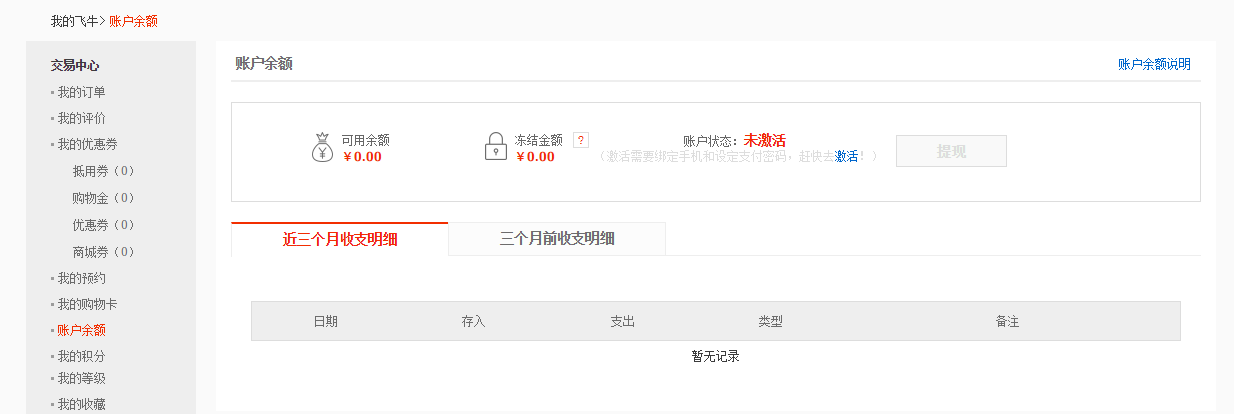 我的飞牛> 账户余额
交易中心
我的订单
我的评价
我的优惠券
抵用券（0）
购物金（0）
优惠券（0）
商城券（0）
我的预约
我的购物卡
账户余额
我的积分
我的等级
我的收藏
账户余额
账户余额说明
可用余额
¥0.00
冻结金额 ?
¥0.00
账户状态：未激活
（激活需要绑定手机和设定支付密码，赶快去激活！）
提现
近三个月收支明细 三个月前收支明细
日期 存入 支出 类型 备注
暂无记录